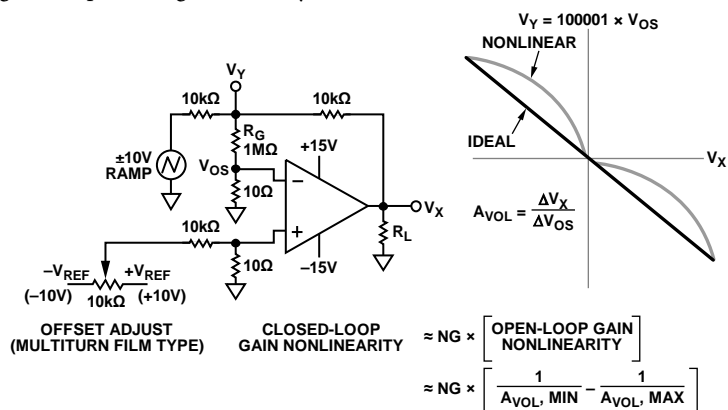 V_Y = 100001 × V_OS
NONLINEAR
IDEAL
V_X
A_VOL = ΔV_X / ΔV_OS
V_Y
10kΩ
10kΩ
R_G
1MΩ
+15V
±10V
RAMP
V_OS
10Ω
−
+
V_X
R_L
10kΩ
10Ω
–15V
–V_REF
+V_REF
(–10V)
10kΩ
(+10V)
OFFSET ADJUST
(MULTITURN FILM TYPE)
CLOSED-LOOP
GAIN NONLINEARITY
≈ NG × [OPEN-LOOP GAIN
NONLINEARITY]
≈ NG × [1 / A_VOL, MIN – 1 / A_VOL, MAX]